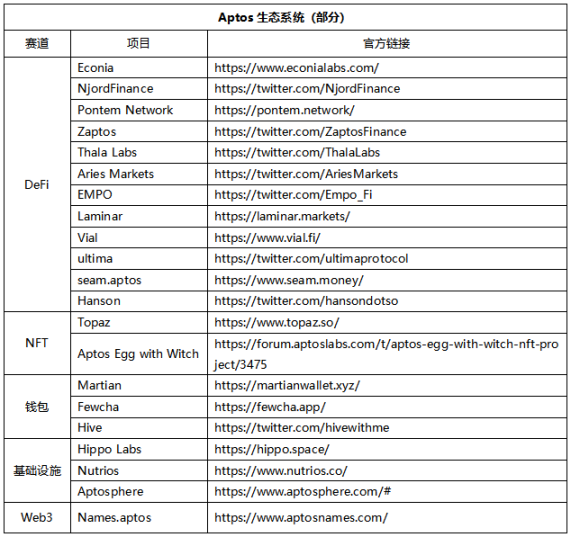 Aptos 生态系统（部分）
赛道 项目 官方链接
DeFi
Econia https://www.econialabs.com/
NjordFinance https://twitter.com/NjordFinance
Pontem Network https://pontem.network/
Zaptos https://twitter.com/ZaptosFinance
Thala Labs https://twitter.com/ThalaLabs
Aries Markets https://twitter.com/AriesMarkets
EMPO https://twitter.com/Empo_Fi
Laminar https://laminar.markets/
Vial https://www.vial.fi/
ultima https://twitter.com/ultimaprotocol
seam.aptos https://www.seam.money/
Hanson https://twitter.com/hansondotso
NFT
Topaz https://www.topaz.so/
Aptos Egg with Witch https://forum.aptoslabs.com/t/aptos-egg-with-witch-nft-pro
ject/3475
钱包
Martian https://martianwallet.xyz/
Fewcha https://fewcha.app/
Hive https://twitter.com/hivewithme
基础设施
Hippo Labs https://hippo.space/
Nutrios https://www.nutrios.co/
Aptosphere https://www.aptosphere.com/#
Web3 Names.aptos https://www.aptosnames.com/